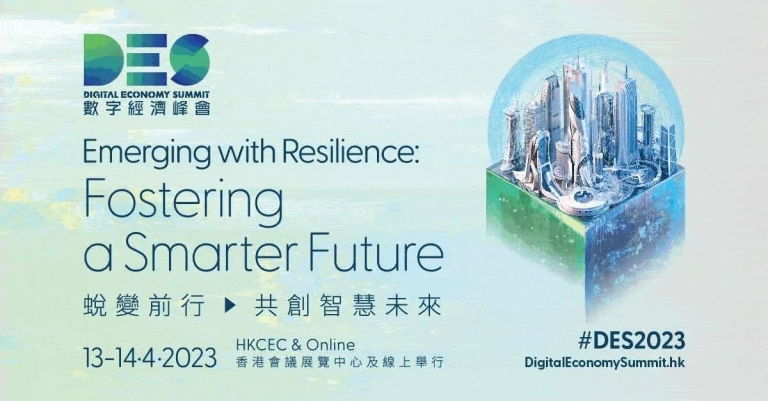 DES
DIGITAL ECONOMY SUMMIT
數字經濟峰會
Emerging with Resilience:
Fostering
a Smarter Future
蛻變前行 ▶ 共創智慧未來
13-14·4·2023
HKCEC & Online
香港會議展覽中心及線上舉行
#DES2023
DigitalEconomySummit.hk